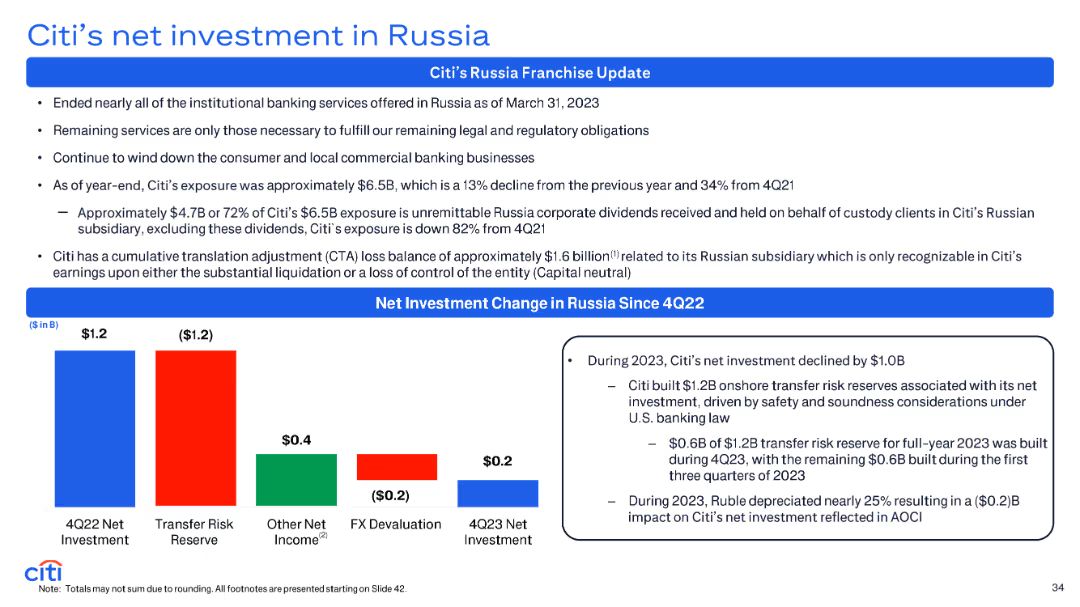 Citi's net investment in Russia
Citi's Russia Franchise Update
• Ended nearly all of the institutional banking services offered in Russia as of March 31, 2023
• Remaining services are only those necessary to fulfill our remaining legal and regulatory obligations
• Continue to wind down the consumer and local commercial banking businesses
• As of year-end, Citi's exposure was approximately $6.5B, which is a 13% decline from the previous year and 34% from 4Q21
– Approximately $4.7B or 72% of Citi's $6.5B exposure is unremittable Russia corporate dividends received and held on behalf of custody clients in Citi's Russian
subsidiary, excluding these dividends, Citi`s exposure is down 82% from 4Q21
• Citi has a cumulative translation adjustment (CTA) loss balance of approximately $1.6 billion(1) related to its Russian subsidiary which is only recognizable in Citi's
earnings upon either the substantial liquidation or a loss of control of the entity (Capital neutral)
Net Investment Change in Russia Since 4Q22
($ in B)
$1.2
($1.2)
$0.4
($0.2)
$0.2
4Q22 Net
Investment
Transfer Risk
Reserve
Other Net
Income(2)
FX Devaluation
4Q23 Net
Investment
• During 2023, Citi's net investment declined by $1.0B
– Citi built $1.2B onshore transfer risk reserves associated with its net
investment, driven by safety and soundness considerations under
U.S. banking law
– $0.6B of $1.2B transfer risk reserve for full-year 2023 was built
during 4Q23, with the remaining $0.6B built during the first
three quarters of 2023
– During 2023, Ruble depreciated nearly 25% resulting in a ($0.2)B
impact on Citi's net investment reflected in AOCI
citi
Note: Totals may not sum due to rounding. All footnotes are presented starting on Slide 42.
34